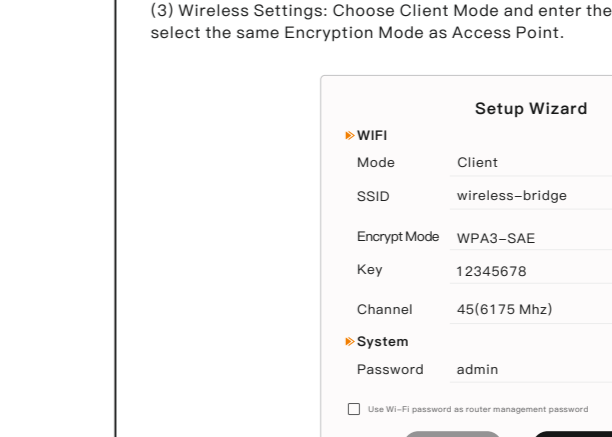 (3) Wireless Settings: Choose Client Mode and enter the
select the same Encryption Mode as Access Point.
Setup Wizard
WIFI
Mode Client
SSID wireless-bridge
Encrypt Mode WPA3-SAE
Key 12345678
Channel 45(6175 Mhz)
System
Password admin
Use Wi-Fi password as router management password